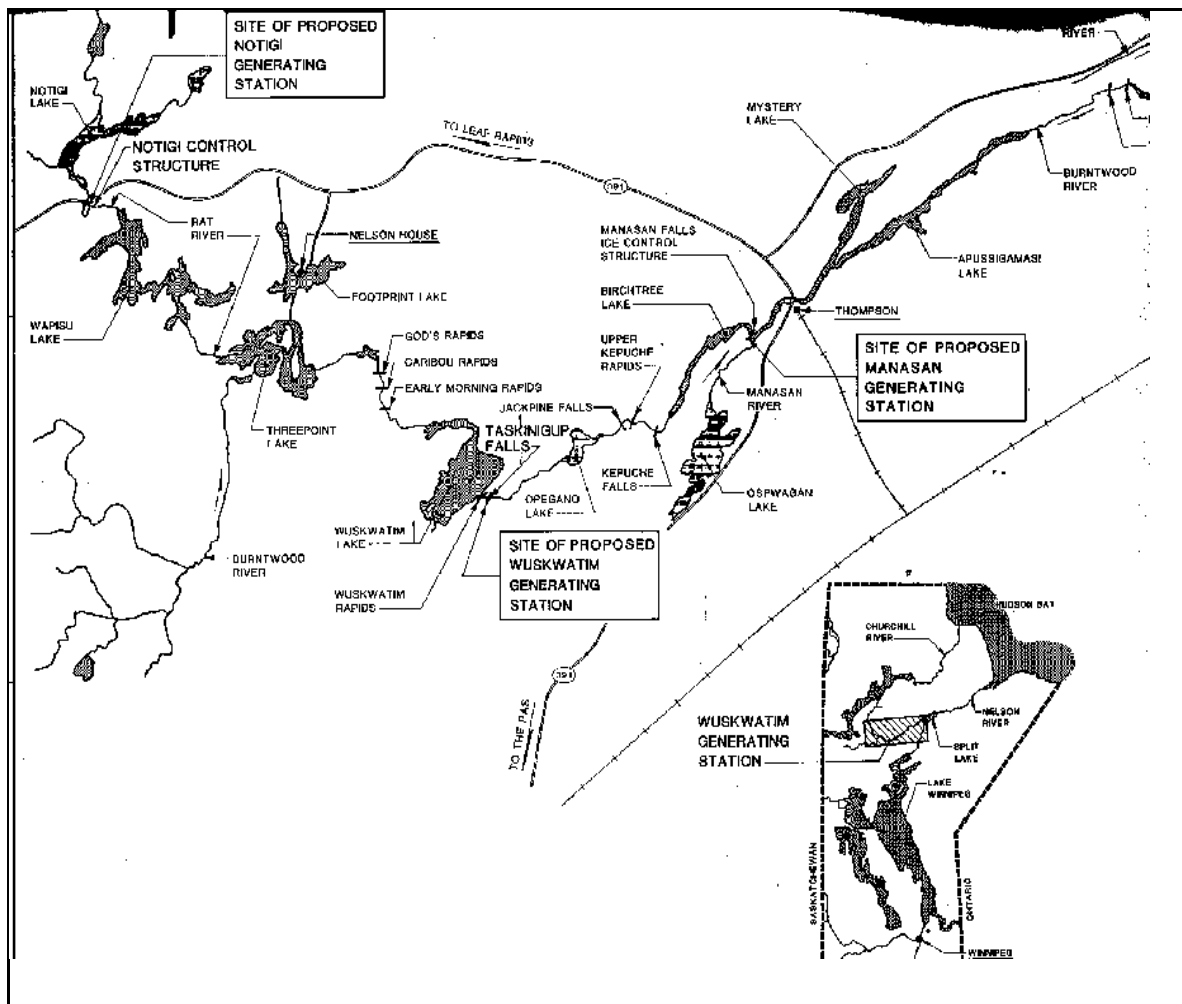 SITE OF PROPOSED
NOTIGI
GENERATING
STATION
NOTIGI
LAKE
NOTIGI CONTROL
STRUCTURE
RAT
RIVER
NELSON HOUSE
FOOTPRINT LAKE
WAPISU
LAKE
THREEPOINT
LAKE
GOD'S RAPIDS
CARIBOU RAPIDS
EARLY MORNING RAPIDS
JACKPINE FALLS
TASKINIGUP
FALLS
WUSKWATIM
LAKE
WUSKWATIM
RAPIDS
OPEGANO
LAKE
SITE OF PROPOSED
WUSKWATIM
GENERATING
STATION
BURNTWOOD
RIVER
TO LEAF RAPIDS
391
MYSTERY
LAKE
RIVER
BURNTWOOD
RIVER
MANASAN FALLS
ICE CONTROL
STRUCTURE
BIRCHTREE
LAKE
UPPER
KEPUCHE
RAPIDS
KEPUCHE
FALLS
APUSSIGAMASI
LAKE
THOMPSON
SITE OF PROPOSED
MANASAN
GENERATING
STATION
MANASAN
RIVER
OSPWAGAN
LAKE
391
TO THE PAS
HUDSON BAY
CHURCHILL
RIVER
NELSON
RIVER
WUSKWATIM
GENERATING
STATION
SPLIT
LAKE
LAKE
WINNIPEG
SASKATCHEWAN
ONTARIO
WINNIPEG